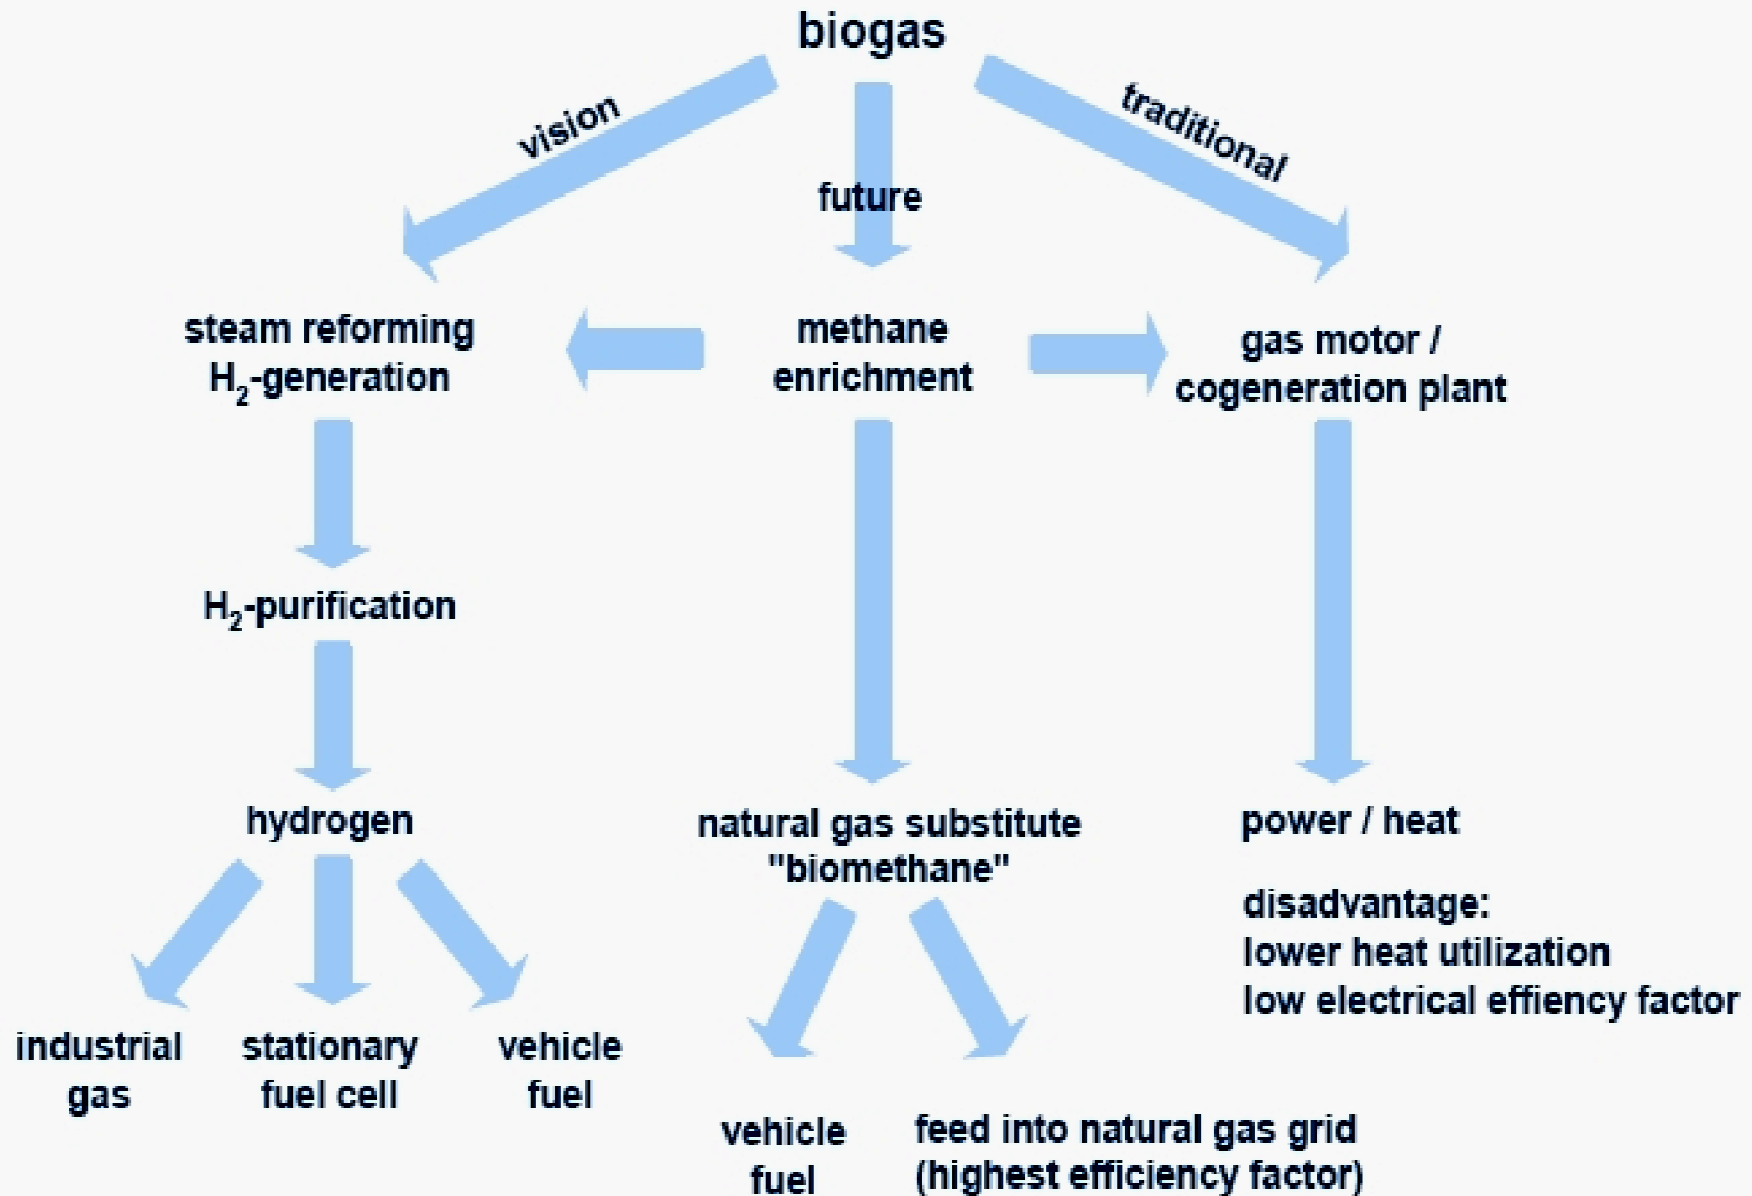 biogas
vision
future
traditional
steam reforming
H₂-generation
methane
enrichment
gas motor /
cogeneration plant
H₂-purification
hydrogen
natural gas substitute
"biomethane"
power / heat
disadvantage:
lower heat utilization
low electrical effiency factor
industrial
gas
stationary
fuel cell
vehicle
fuel
vehicle
fuel
feed into natural gas grid
(highest efficiency factor)